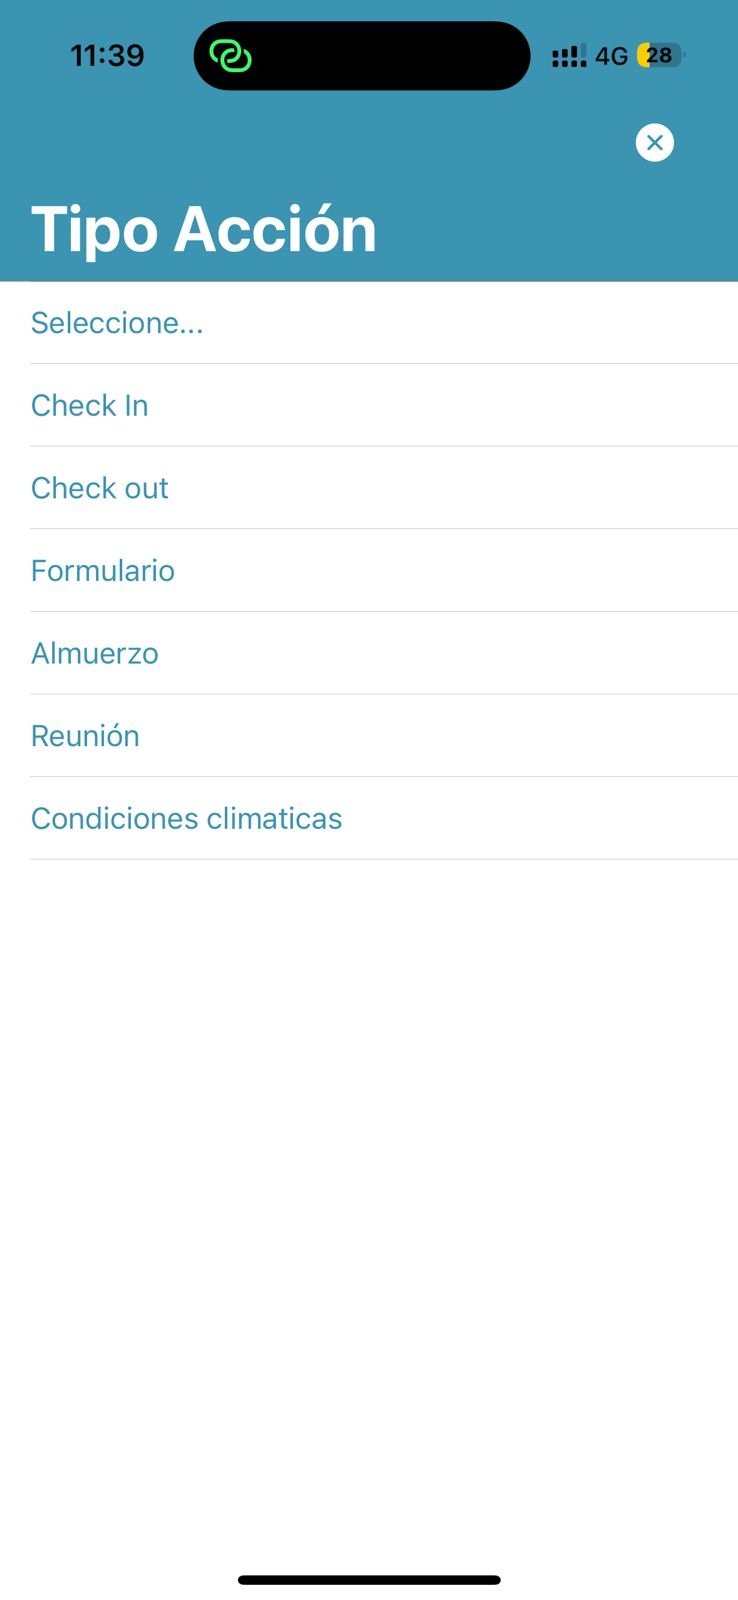 11:39 4G 28
Tipo Acción
Seleccione...
Check In
Check out
Formulario
Almuerzo
Reunión
Condiciones climaticas